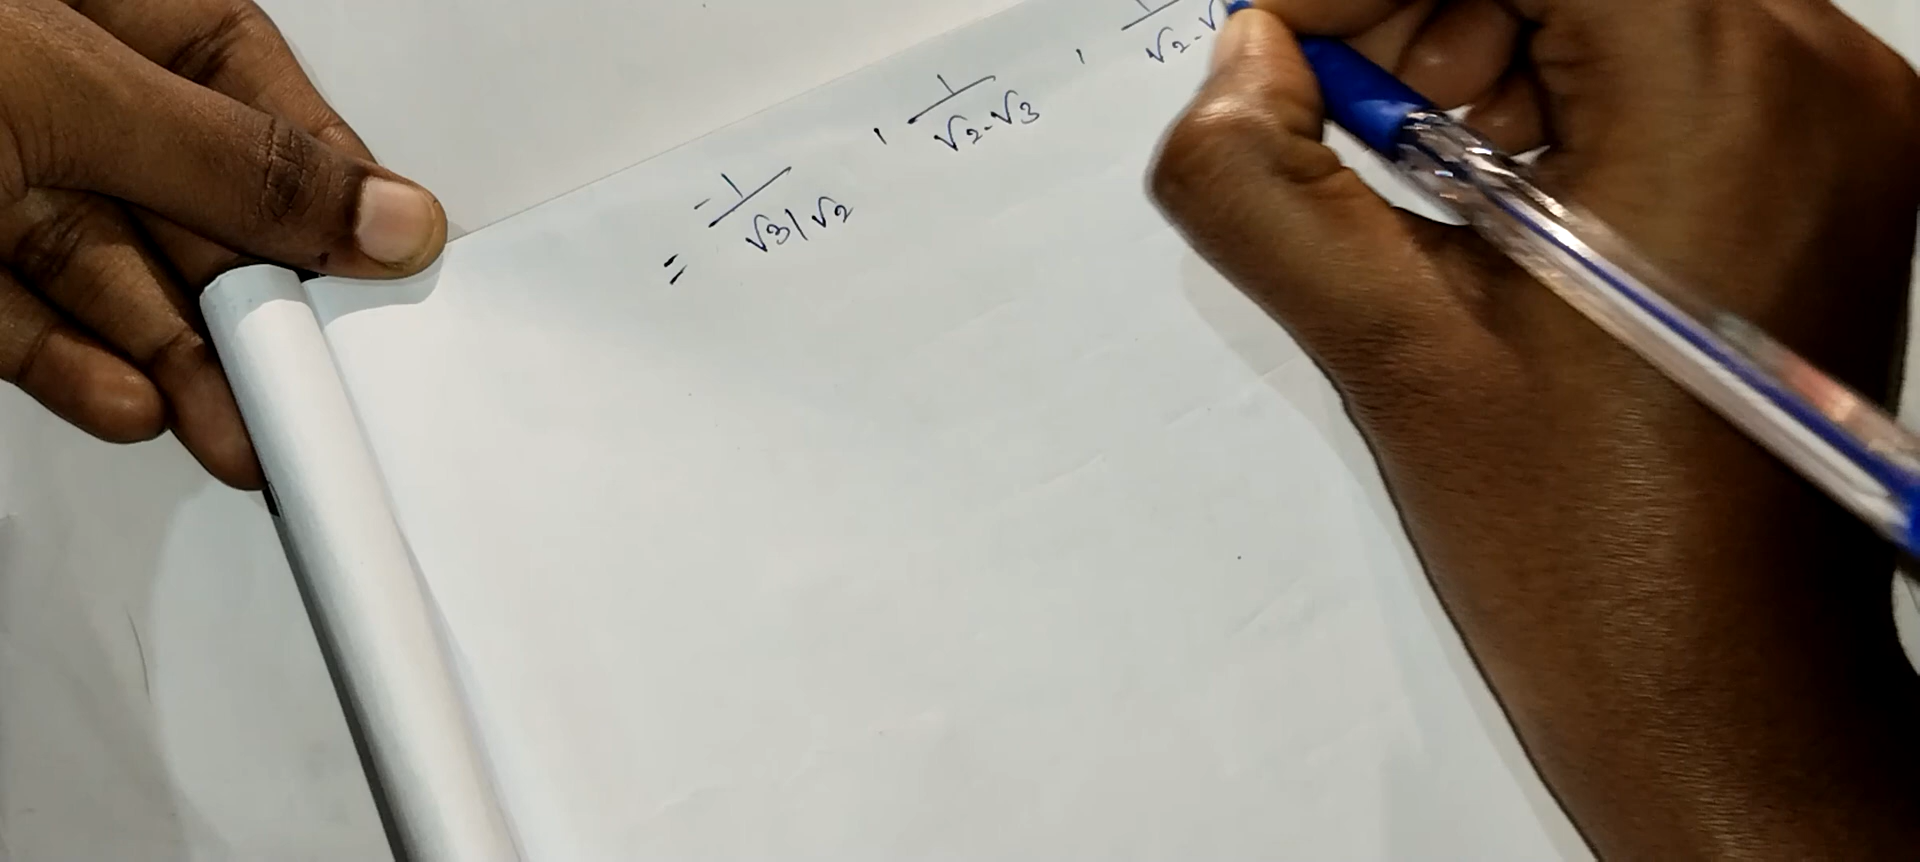 = -1/√3|√2 , 1/√2-√3 , 1/√2-√